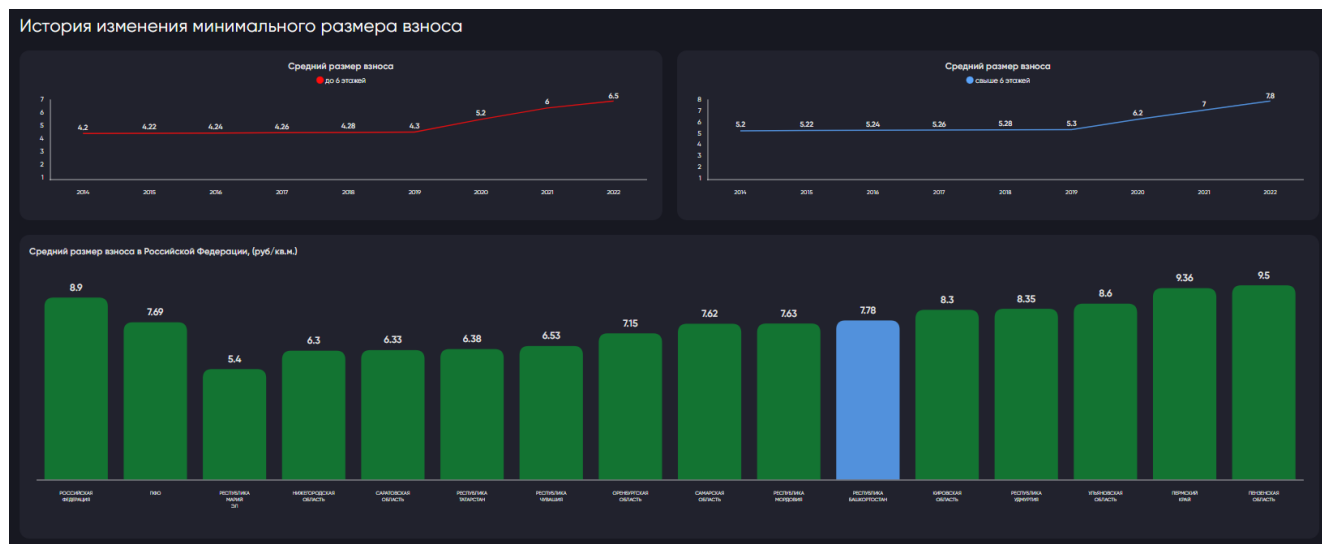 История изменения минимального размера взноса
Средний размер взноса
до 6 этажей
7
6
5
4
3
2
1
4.2
4.22
4.24
4.26
4.28
4.3
5.2
6
6.5
2014
2015
2016
2017
2018
2019
2020
2021
2022
Средний размер взноса
свыше 6 этажей
8
7
6
5
4
3
2
1
5.2
5.22
5.24
5.26
5.28
5.3
6.2
7
7.8
2014
2015
2016
2017
2018
2019
2020
2021
2022
Средний размер взноса в Российской Федерации, (руб/кв.м.)
8.9
7.69
5.4
6.3
6.33
6.38
6.53
7.15
7.62
7.63
7.78
8.3
8.35
8.6
9.36
9.5
РОССИЙСКАЯ
ФЕДЕРАЦИЯ
ПФО
РЕСПУБЛИКА
МАРИЙ
ЭЛ
НИЖЕГОРОДСКАЯ
ОБЛАСТЬ
САРАТОВСКАЯ
ОБЛАСТЬ
РЕСПУБЛИКА
ТАТАРСТАН
РЕСПУБЛИКА
ЧУВАШИЯ
ОРЕНБУРГСКАЯ
ОБЛАСТЬ
САМАРСКАЯ
ОБЛАСТЬ
РЕСПУБЛИКА
МОРДОВИЯ
РЕСПУБЛИКА
БАШКОРТОСТАН
КИРОВСКАЯ
ОБЛАСТЬ
РЕСПУБЛИКА
УДМУРТИЯ
УЛЬЯНОВСКАЯ
ОБЛАСТЬ
ПЕРМСКИЙ
КРАЙ
ПЕНЗЕНСКАЯ
ОБЛАСТЬ